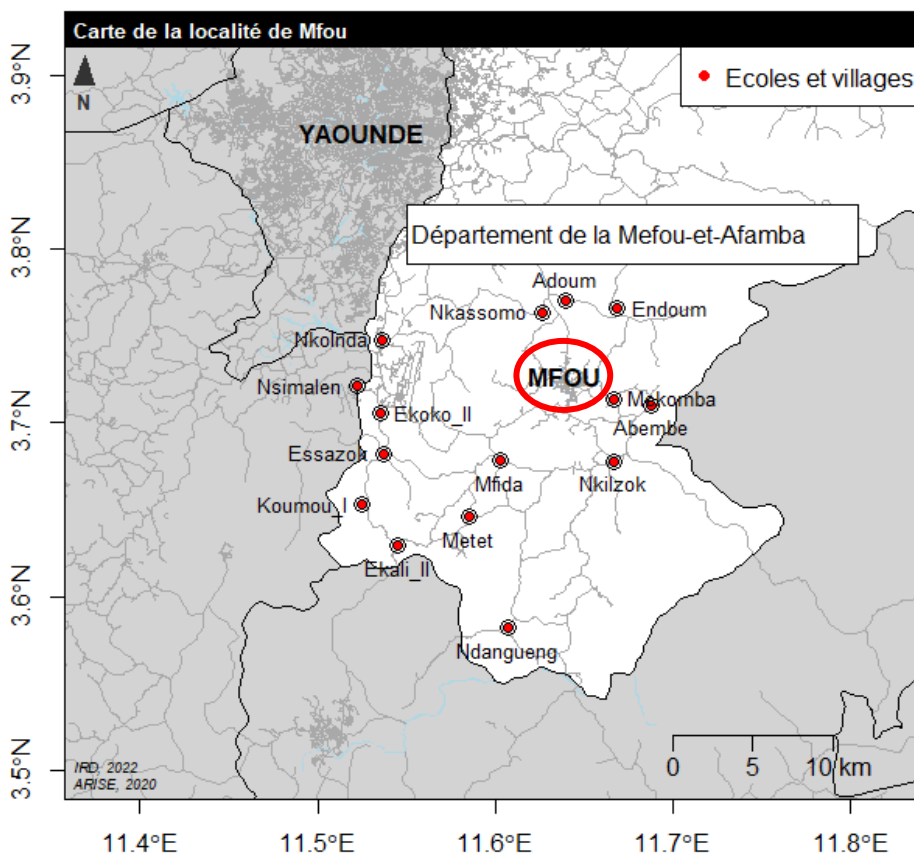 Carte de la localité de Mfou
3.9°N
N
Ecoles et villages
YAOUNDE
3.8°N
Département de la Mefou-et-Afamba
Adoum
Nkassomo
Endoum
Nkolnda
MFOU
Nsimalen
Mekomba
3.7°N
Ekoko_II
Abembe
Essazok
Mfida
Nkilzok
Koumou_I
Metet
Ekali_II
3.6°N
Ndangueng
3.5°N
IRD, 2022
ARISE, 2020
0 5 10 km
11.4°E 11.5°E 11.6°E 11.7°E 11.8°E